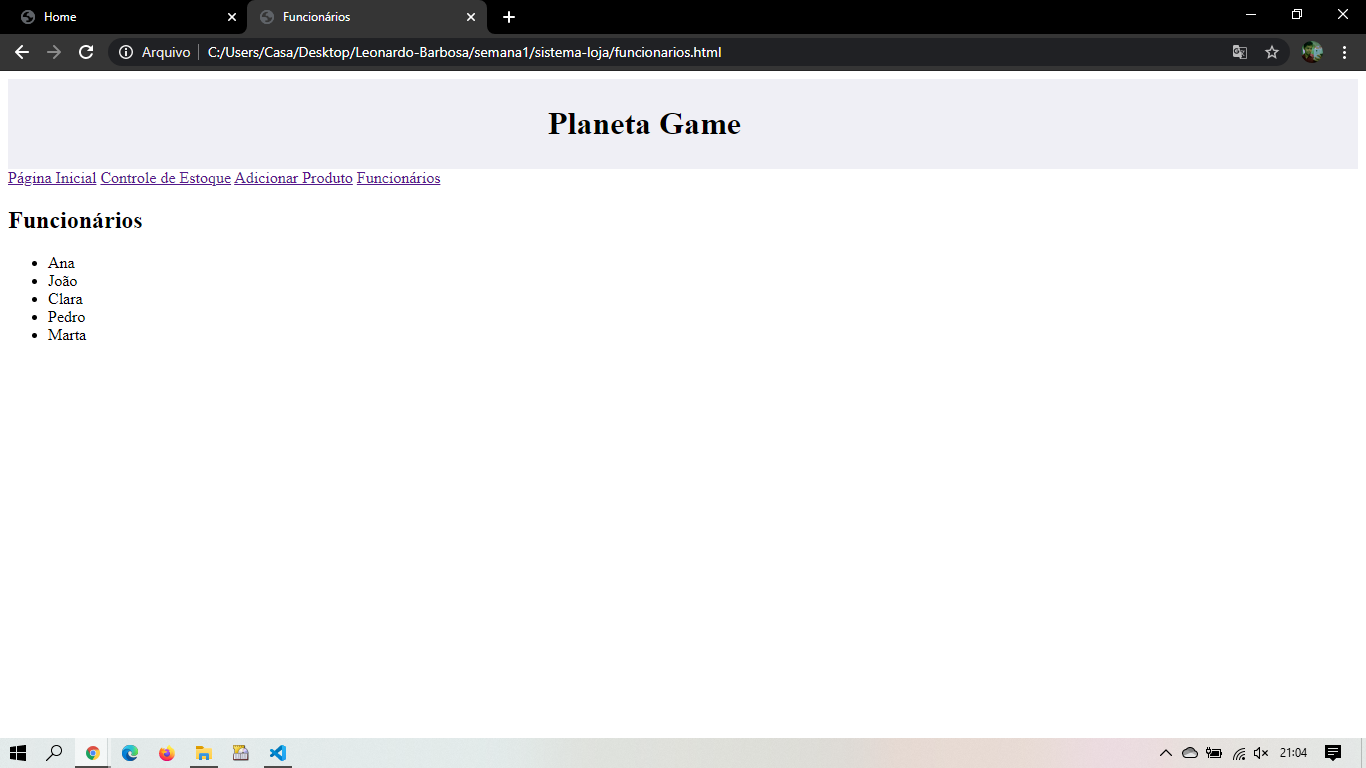 Home
Funcionários
Arquivo
C:/Users/Casa/Desktop/Leonardo-Barbosa/semana1/sistema-loja/funcionarios.html
Planeta Game
Página Inicial Controle de Estoque Adicionar Produto Funcionários
Funcionários
Ana
João
Clara
Pedro
Marta
21:04